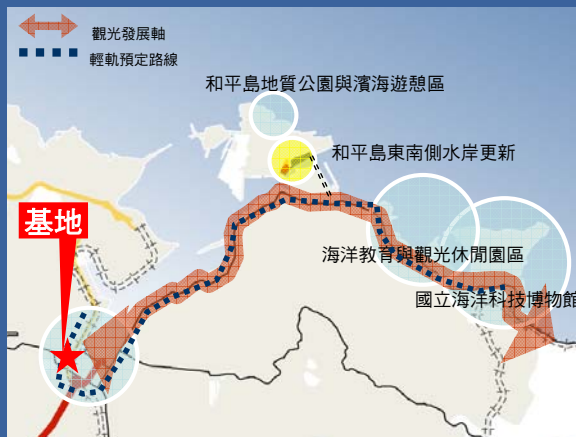 觀光發展軸
輕軌預定路線
和平島地質公園與濱海遊憩區
和平島東南側水岸更新
基地
海洋教育與觀光休閒園區
國立海洋科技博物館